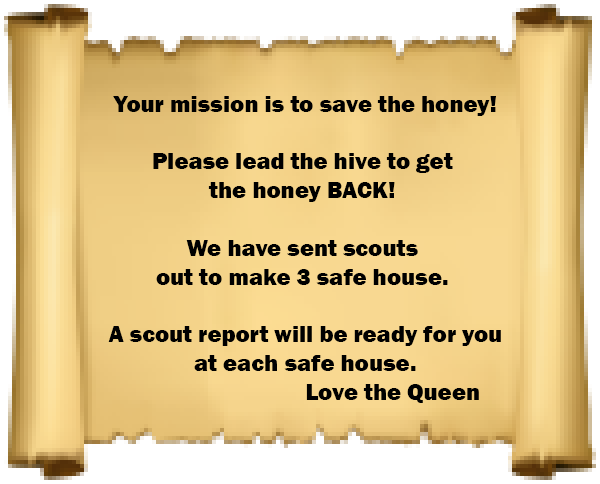 Your mission is to save the honey!
Please lead the hive to get
the honey BACK!
We have sent scouts
out to make 3 safe house.
A scout report will be ready for you
at each safe house.
Love the Queen